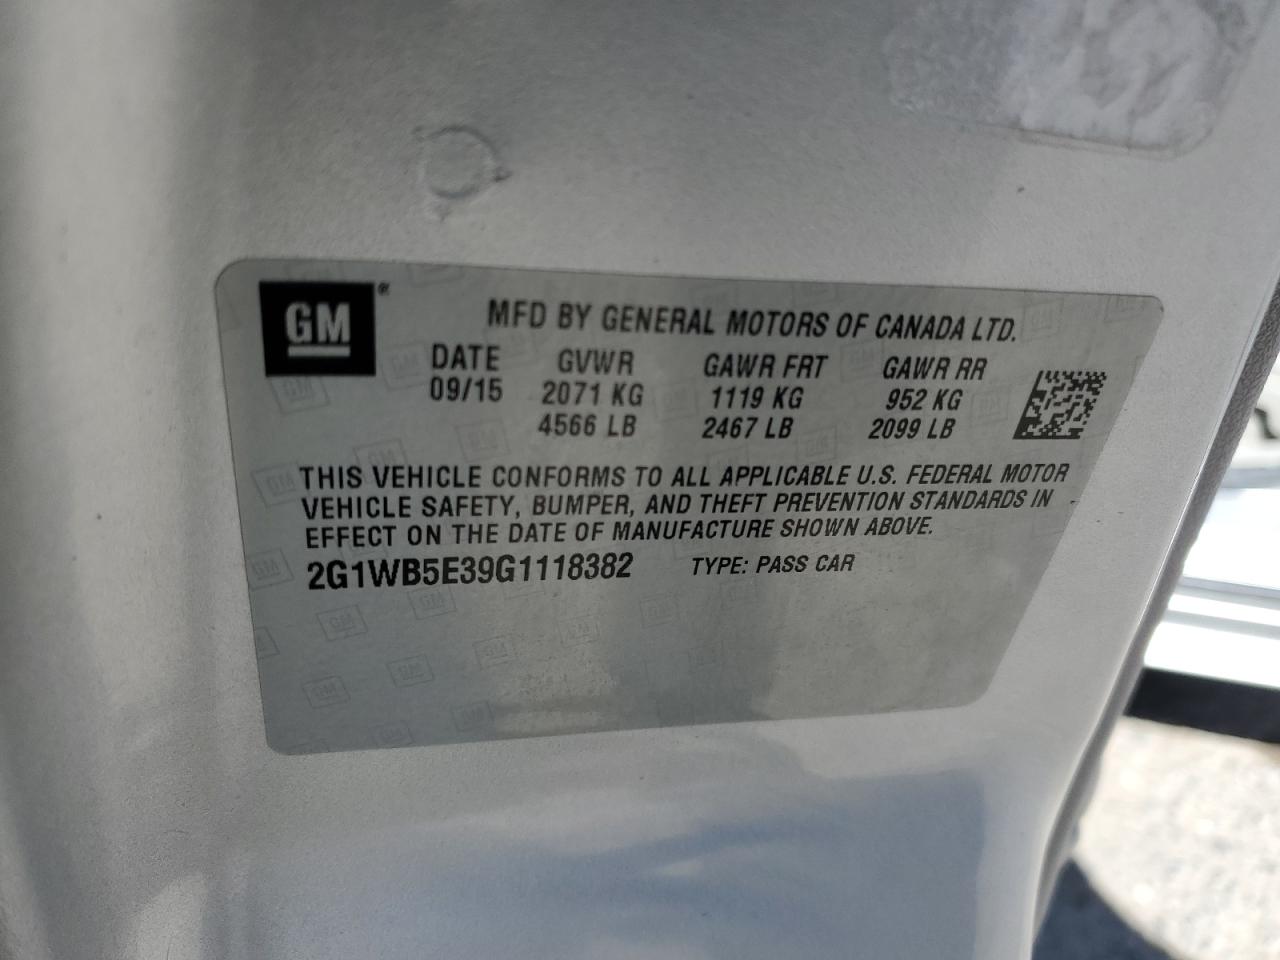 GM®
MFD BY GENERAL MOTORS OF CANADA LTD.
DATE GVWR GAWR FRT GAWR RR
09/15 2071 KG 1119 KG 952 KG
4566 LB 2467 LB 2099 LB
THIS VEHICLE CONFORMS TO ALL APPLICABLE U.S. FEDERAL MOTOR
VEHICLE SAFETY, BUMPER, AND THEFT PREVENTION STANDARDS IN
EFFECT ON THE DATE OF MANUFACTURE SHOWN ABOVE.
2G1WB5E39G1118382 TYPE: PASS CAR